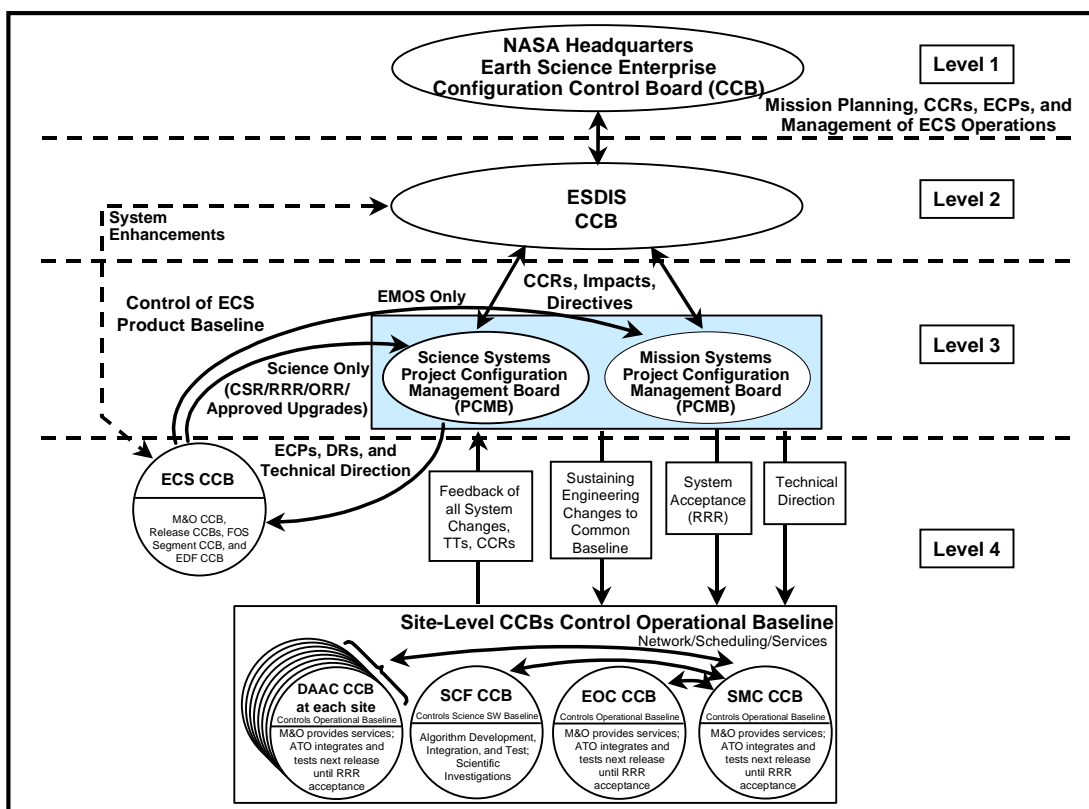 NASA Headquarters
Earth Science Enterprise
Configuration Control Board (CCB)
Level 1
Mission Planning, CCRs, ECPs, and
Management of ECS Operations
ESDIS
CCB
Level 2
System
Enhancements
CCRs, Impacts,
Directives
EMOS Only
Control of ECS
Product Baseline
Science Only
(CSR/RRR/ORR/
Approved Upgrades)
Science Systems
Project Configuration
Management Board
(PCMB)
Mission Systems
Project Configuration
Management Board
(PCMB)
Level 3
ECPs, DRs, and
Technical Direction
ECS CCB
M&O CCB,
Release CCBs, FOS
Segment CCB, and
EDF CCB
Feedback of
all System
Changes,
TTs, CCRs
Sustaining
Engineering
Changes to
Common
Baseline
System
Acceptance
(RRR)
Technical
Direction
Level 4
Site-Level CCBs Control Operational Baseline
Network/Scheduling/Services
DAAC CCB
at each site
Controls Operational Baseline
M&O provides services;
ATO integrates and
tests next release
until RRR
acceptance
SCF CCB
Controls Science SW Baseline
Algorithm Development,
Integration, and Test;
Scientific
Investigations
EOC CCB
Controls Operational Baseline
M&O provides services;
ATO integrates and
tests next release
until RRR
acceptance
SMC CCB
Controls Operational Baseline
M&O provides services;
ATO integrates and
tests next release
until RRR
acceptance